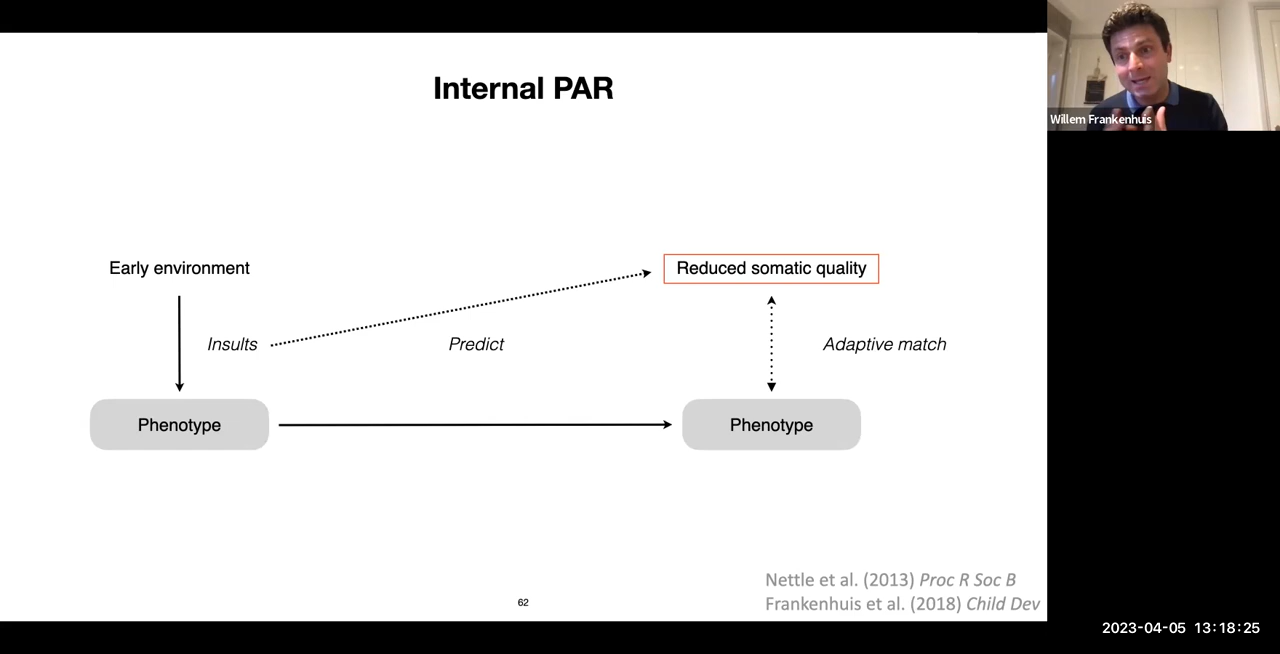 Internal PAR
Willem Frankenhuis
Early environment
Reduced somatic quality
Insults
Predict
Adaptive match
Phenotype
Phenotype
Nettle et al. (2013) Proc R Soc B
Frankenhuis et al. (2018) Child Dev
62
2023-04-05 13:18:25